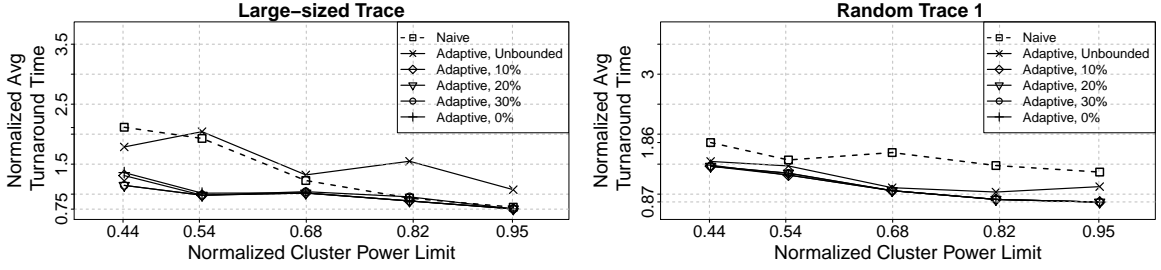 Large-sized Trace
Normalized Avg
Turnaround Time
3.5
2.5
1.5
0.75
Naive
Adaptive, Unbounded
Adaptive, 10%
Adaptive, 20%
Adaptive, 30%
Adaptive, 0%
0.44 0.54 0.68 0.82 0.95
Normalized Cluster Power Limit
Random Trace 1
Normalized Avg
Turnaround Time
3
1.86
0.87
Naive
Adaptive, Unbounded
Adaptive, 10%
Adaptive, 20%
Adaptive, 30%
Adaptive, 0%
0.44 0.54 0.68 0.82 0.95
Normalized Cluster Power Limit